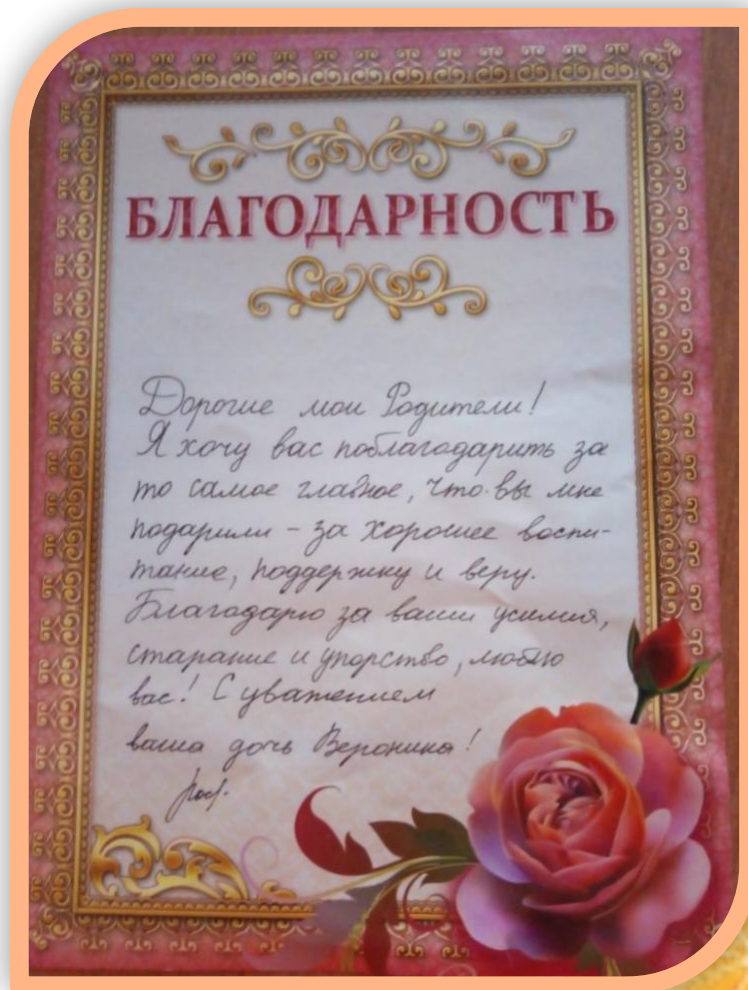 БЛАГОДАРНОСТЬ
Дорогие мои Родители!
Я хочу вас поблагодарить за
то самое главное, что вы мне
подарили – за хорошее воспи-
тание, поддержку и веру.
Благодарю за ваши усилия,
старание и упорство, люблю
вас! С уважением
ваша дочь Вероника!